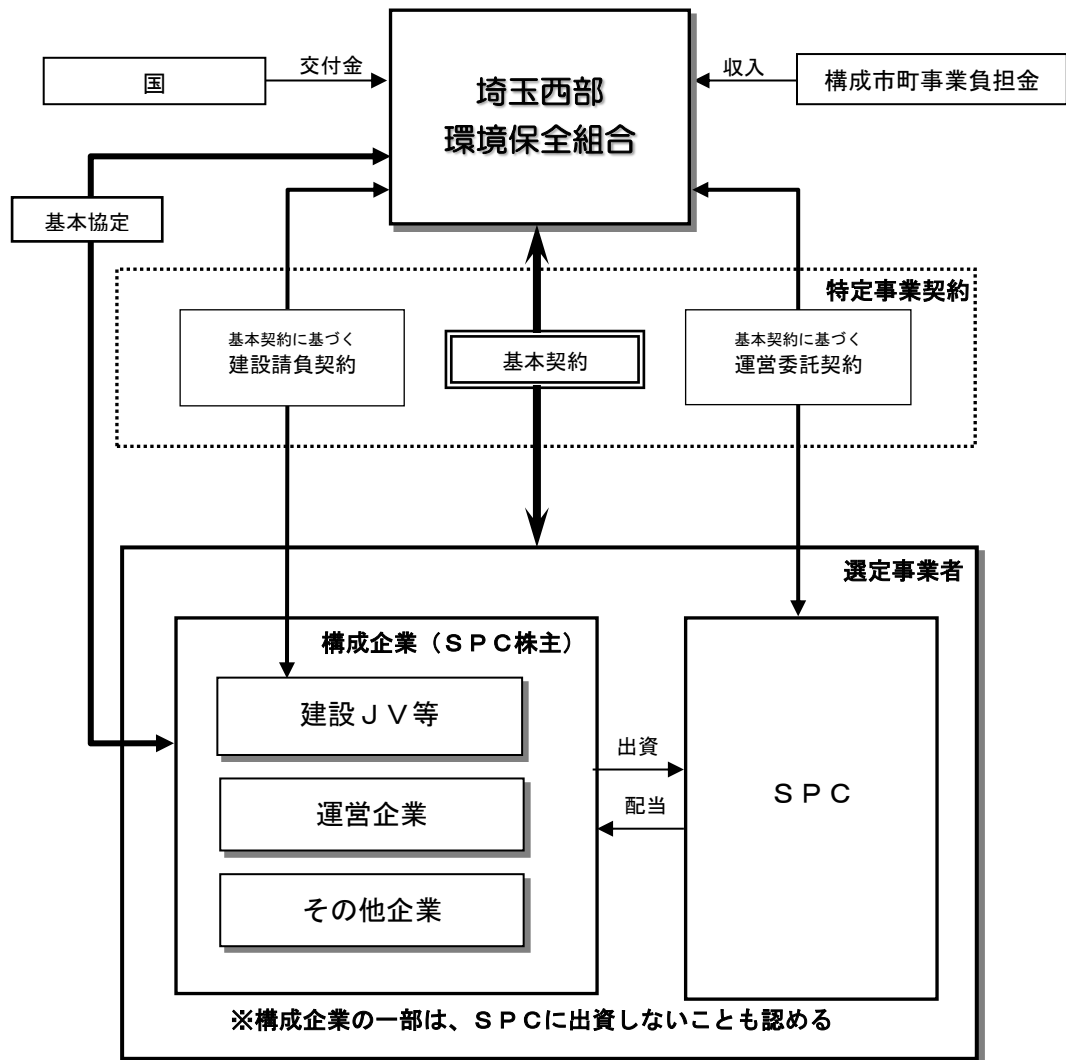 国
交付金
埼玉西部
環境保全組合
収入
構成市町事業負担金
基本協定
特定事業契約
基本契約に基づく
建設請負契約
基本契約
基本契約に基づく
運営委託契約
選定事業者
構成企業（ＳＰＣ株主）
建設ＪＶ等
運営企業
その他企業
出資
配当
ＳＰＣ
※構成企業の一部は、ＳＰＣに出資しないことも認める